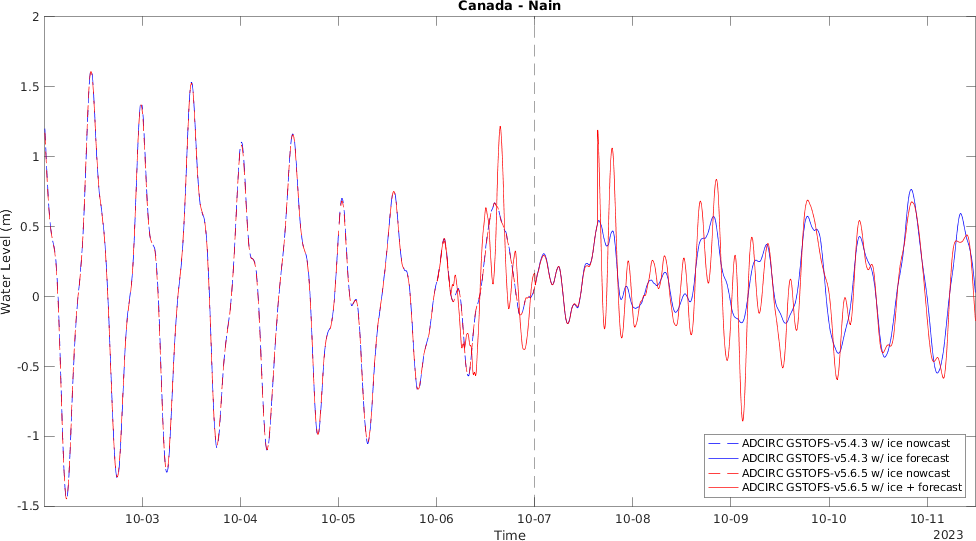 Canada - Nain
2
1.5
1
0.5
0
-0.5
-1
-1.5
Water Level (m)
10-03 10-04 10-05 10-06 10-07 10-08 10-09 10-10 10-11
Time
2023
ADCIRC GSTOFS-v5.4.3 w/ ice nowcast
ADCIRC GSTOFS-v5.4.3 w/ ice forecast
ADCIRC GSTOFS-v5.6.5 w/ ice nowcast
ADCIRC GSTOFS-v5.6.5 w/ ice + forecast